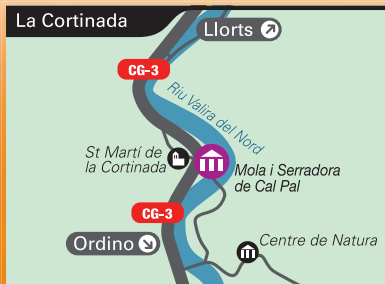 La Cortinada
Llorts
CG-3
Riu Valira del Nord
St Martí de
la Cortinada
Mola i Serradora
de Cal Pal
CG-3
Ordino
Centre de Natura